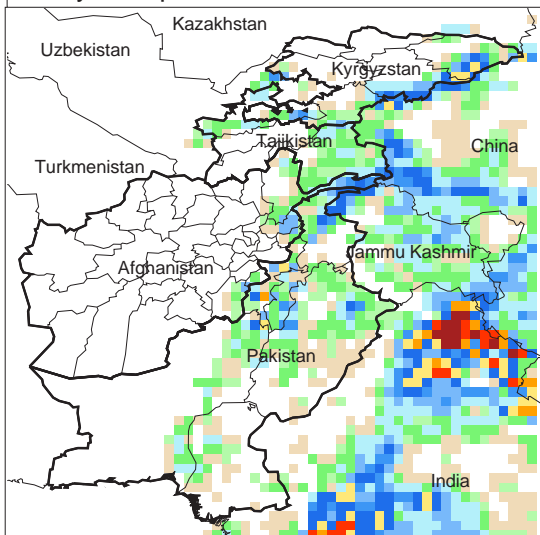 Kazakhstan
Uzbekistan
Kyrgyzstan
Tajikistan
China
Turkmenistan
Jammu Kashmir
Afghanistan
Pakistan
India